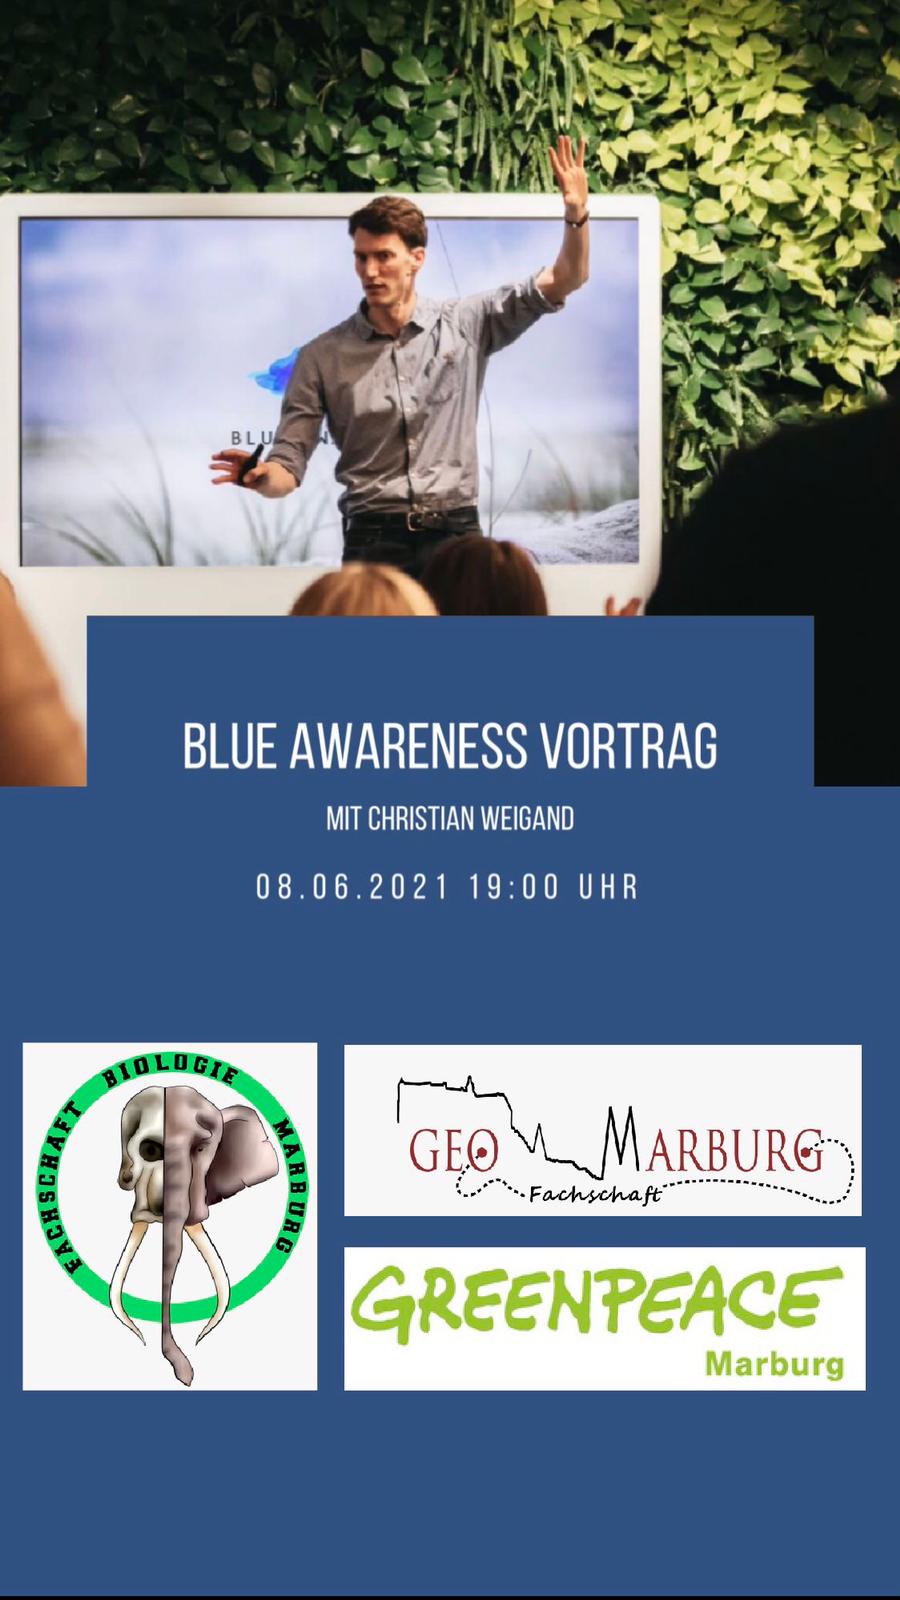 BLU
BLUE AWARENESS VORTRAG
MIT CHRISTIAN WEIGAND
08.06.2021 19:00 UHR
FACHSCHAFT BIOLOGIE MARBURG
GEO MARBURG
Fachschaft
GREENPEACE
Marburg